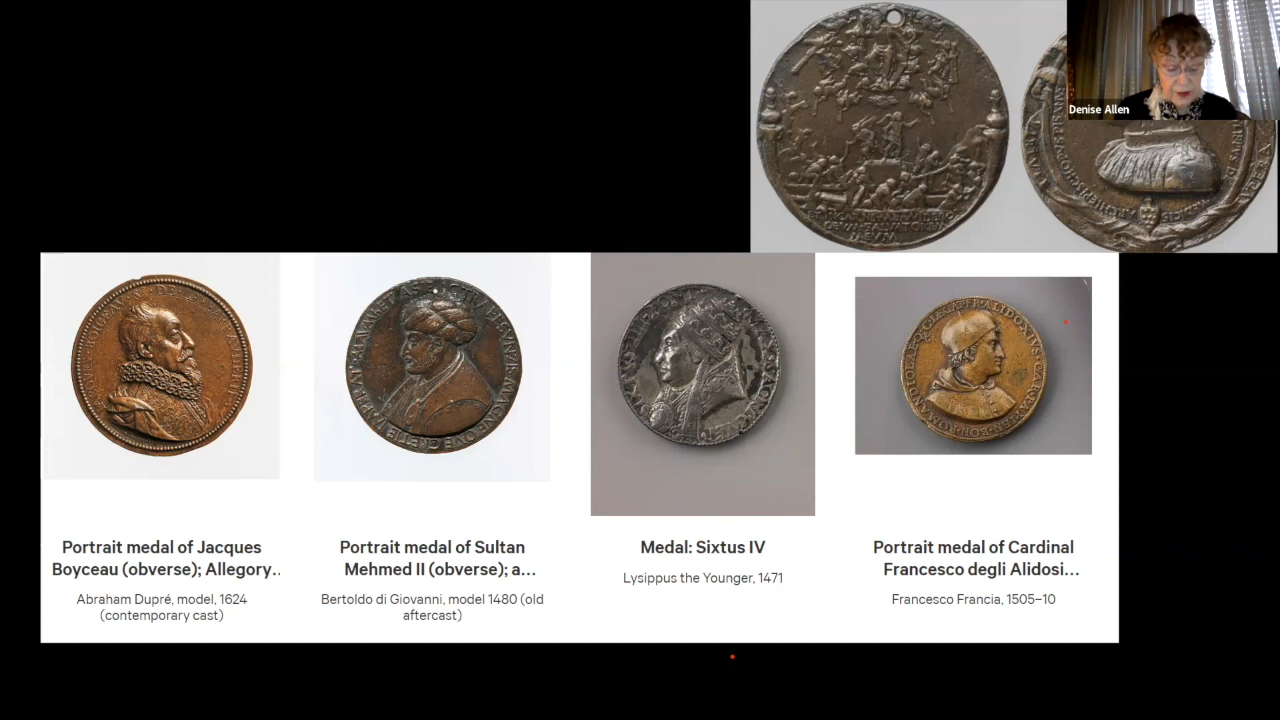 Denise Allen
Portrait medal of Jacques
Boyceau (obverse); Allegory..
Abraham Dupré, model, 1624
(contemporary cast)
Portrait medal of Sultan
Mehmed II (obverse); a...
Bertoldo di Giovanni, model 1480 (old
aftercast)
Medal: Sixtus IV
Lysippus the Younger, 1471
Portrait medal of Cardinal
Francesco degli Alidosi...
Francesco Francia, 1505–10